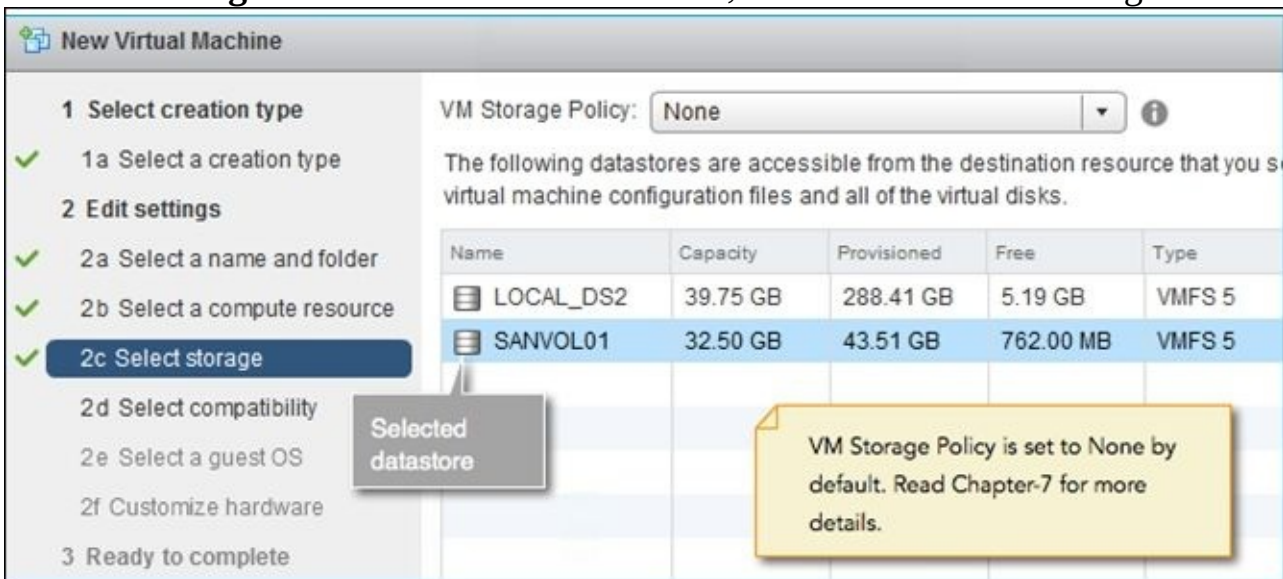 New Virtual Machine
1 Select creation type
1a Select a creation type
2 Edit settings
2a Select a name and folder
2b Select a compute resource
2c Select storage
2d Select compatibility
2e Select a guest OS
2f Customize hardware
3 Ready to complete
VM Storage Policy: None
The following datastores are accessible from the destination resource that you
virtual machine configuration files and all of the virtual disks.
Name Capacity Provisioned Free Type
LOCAL_DS2 39.75 GB 288.41 GB 5.19 GB VMFS 5
SANVOL01 32.50 GB 43.51 GB 762.00 MB VMFS 5
Selected
datastore
VM Storage Policy is set to None by
default. Read Chapter-7 for more
details.